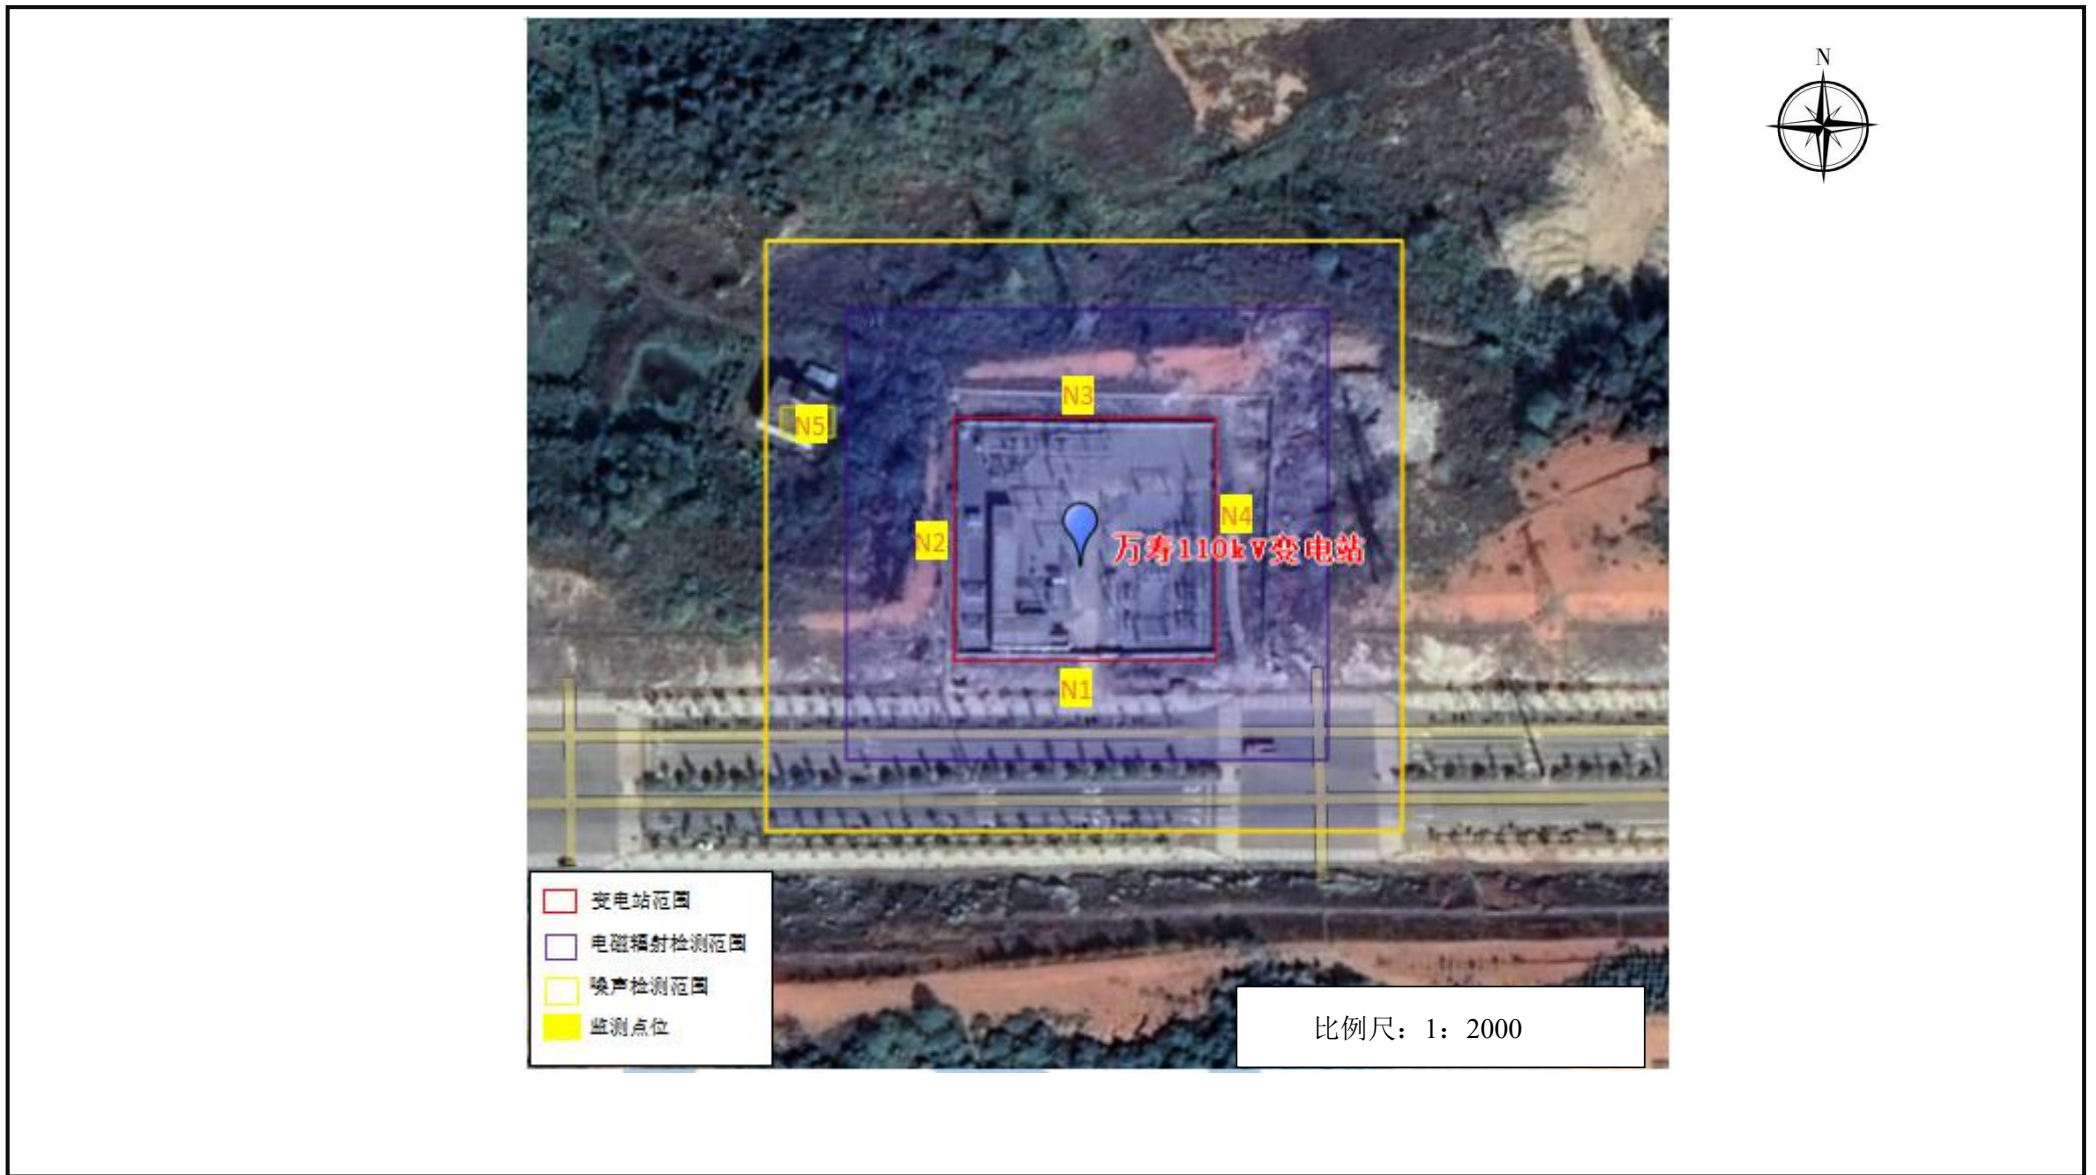 N
N3
N5
N4
N2
万寿110kV变电站
N1
变电站范围
电磁辐射检测范围
噪声检测范围
监测点位
比例尺：1：2000